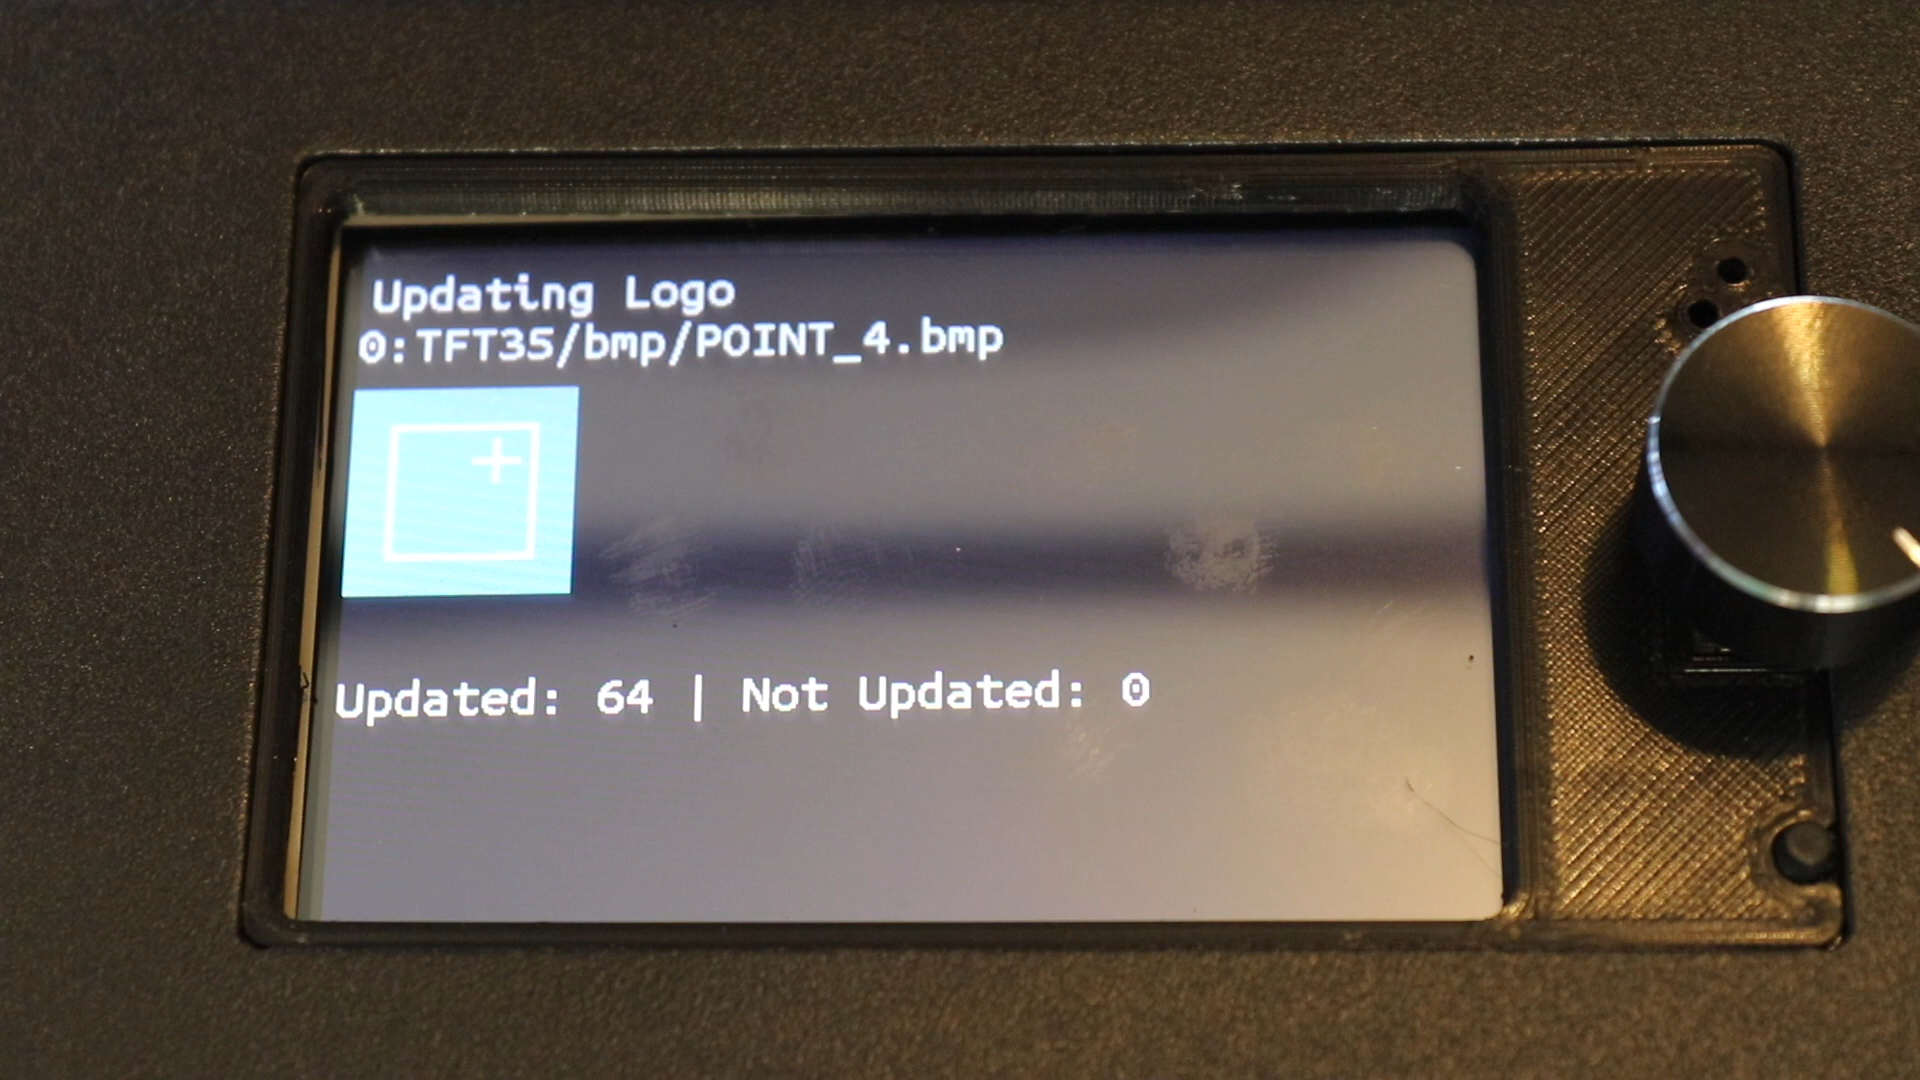 Updating Logo
0:TFT35/bmp/POINT_4.bmp
Updated: 64 | Not Updated: 0